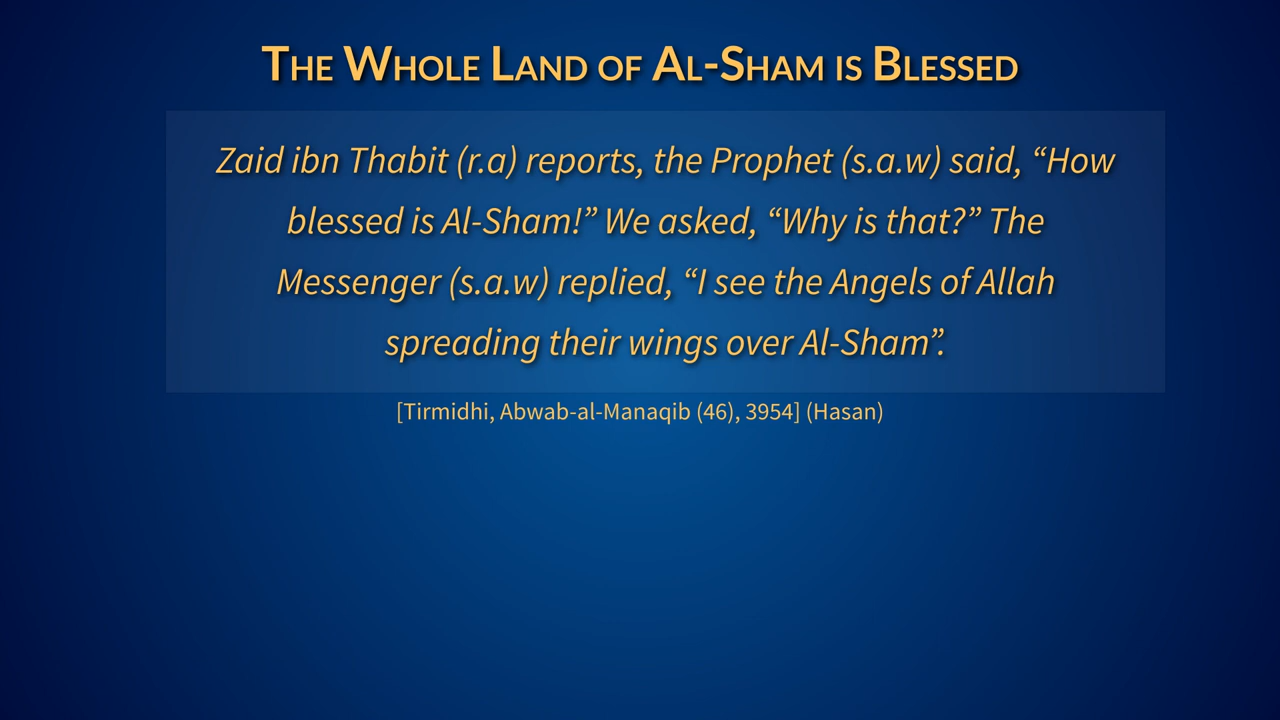 The Whole Land of Al-Sham is Blessed
Zaid ibn Thabit (r.a) reports, the Prophet (s.a.w) said, “How
blessed is Al-Sham!” We asked, “Why is that?” The
Messenger (s.a.w) replied, “I see the Angels of Allah
spreading their wings over Al-Sham”.
[Tirmidhi, Abwab-al-Manaqib (46), 3954] (Hasan)